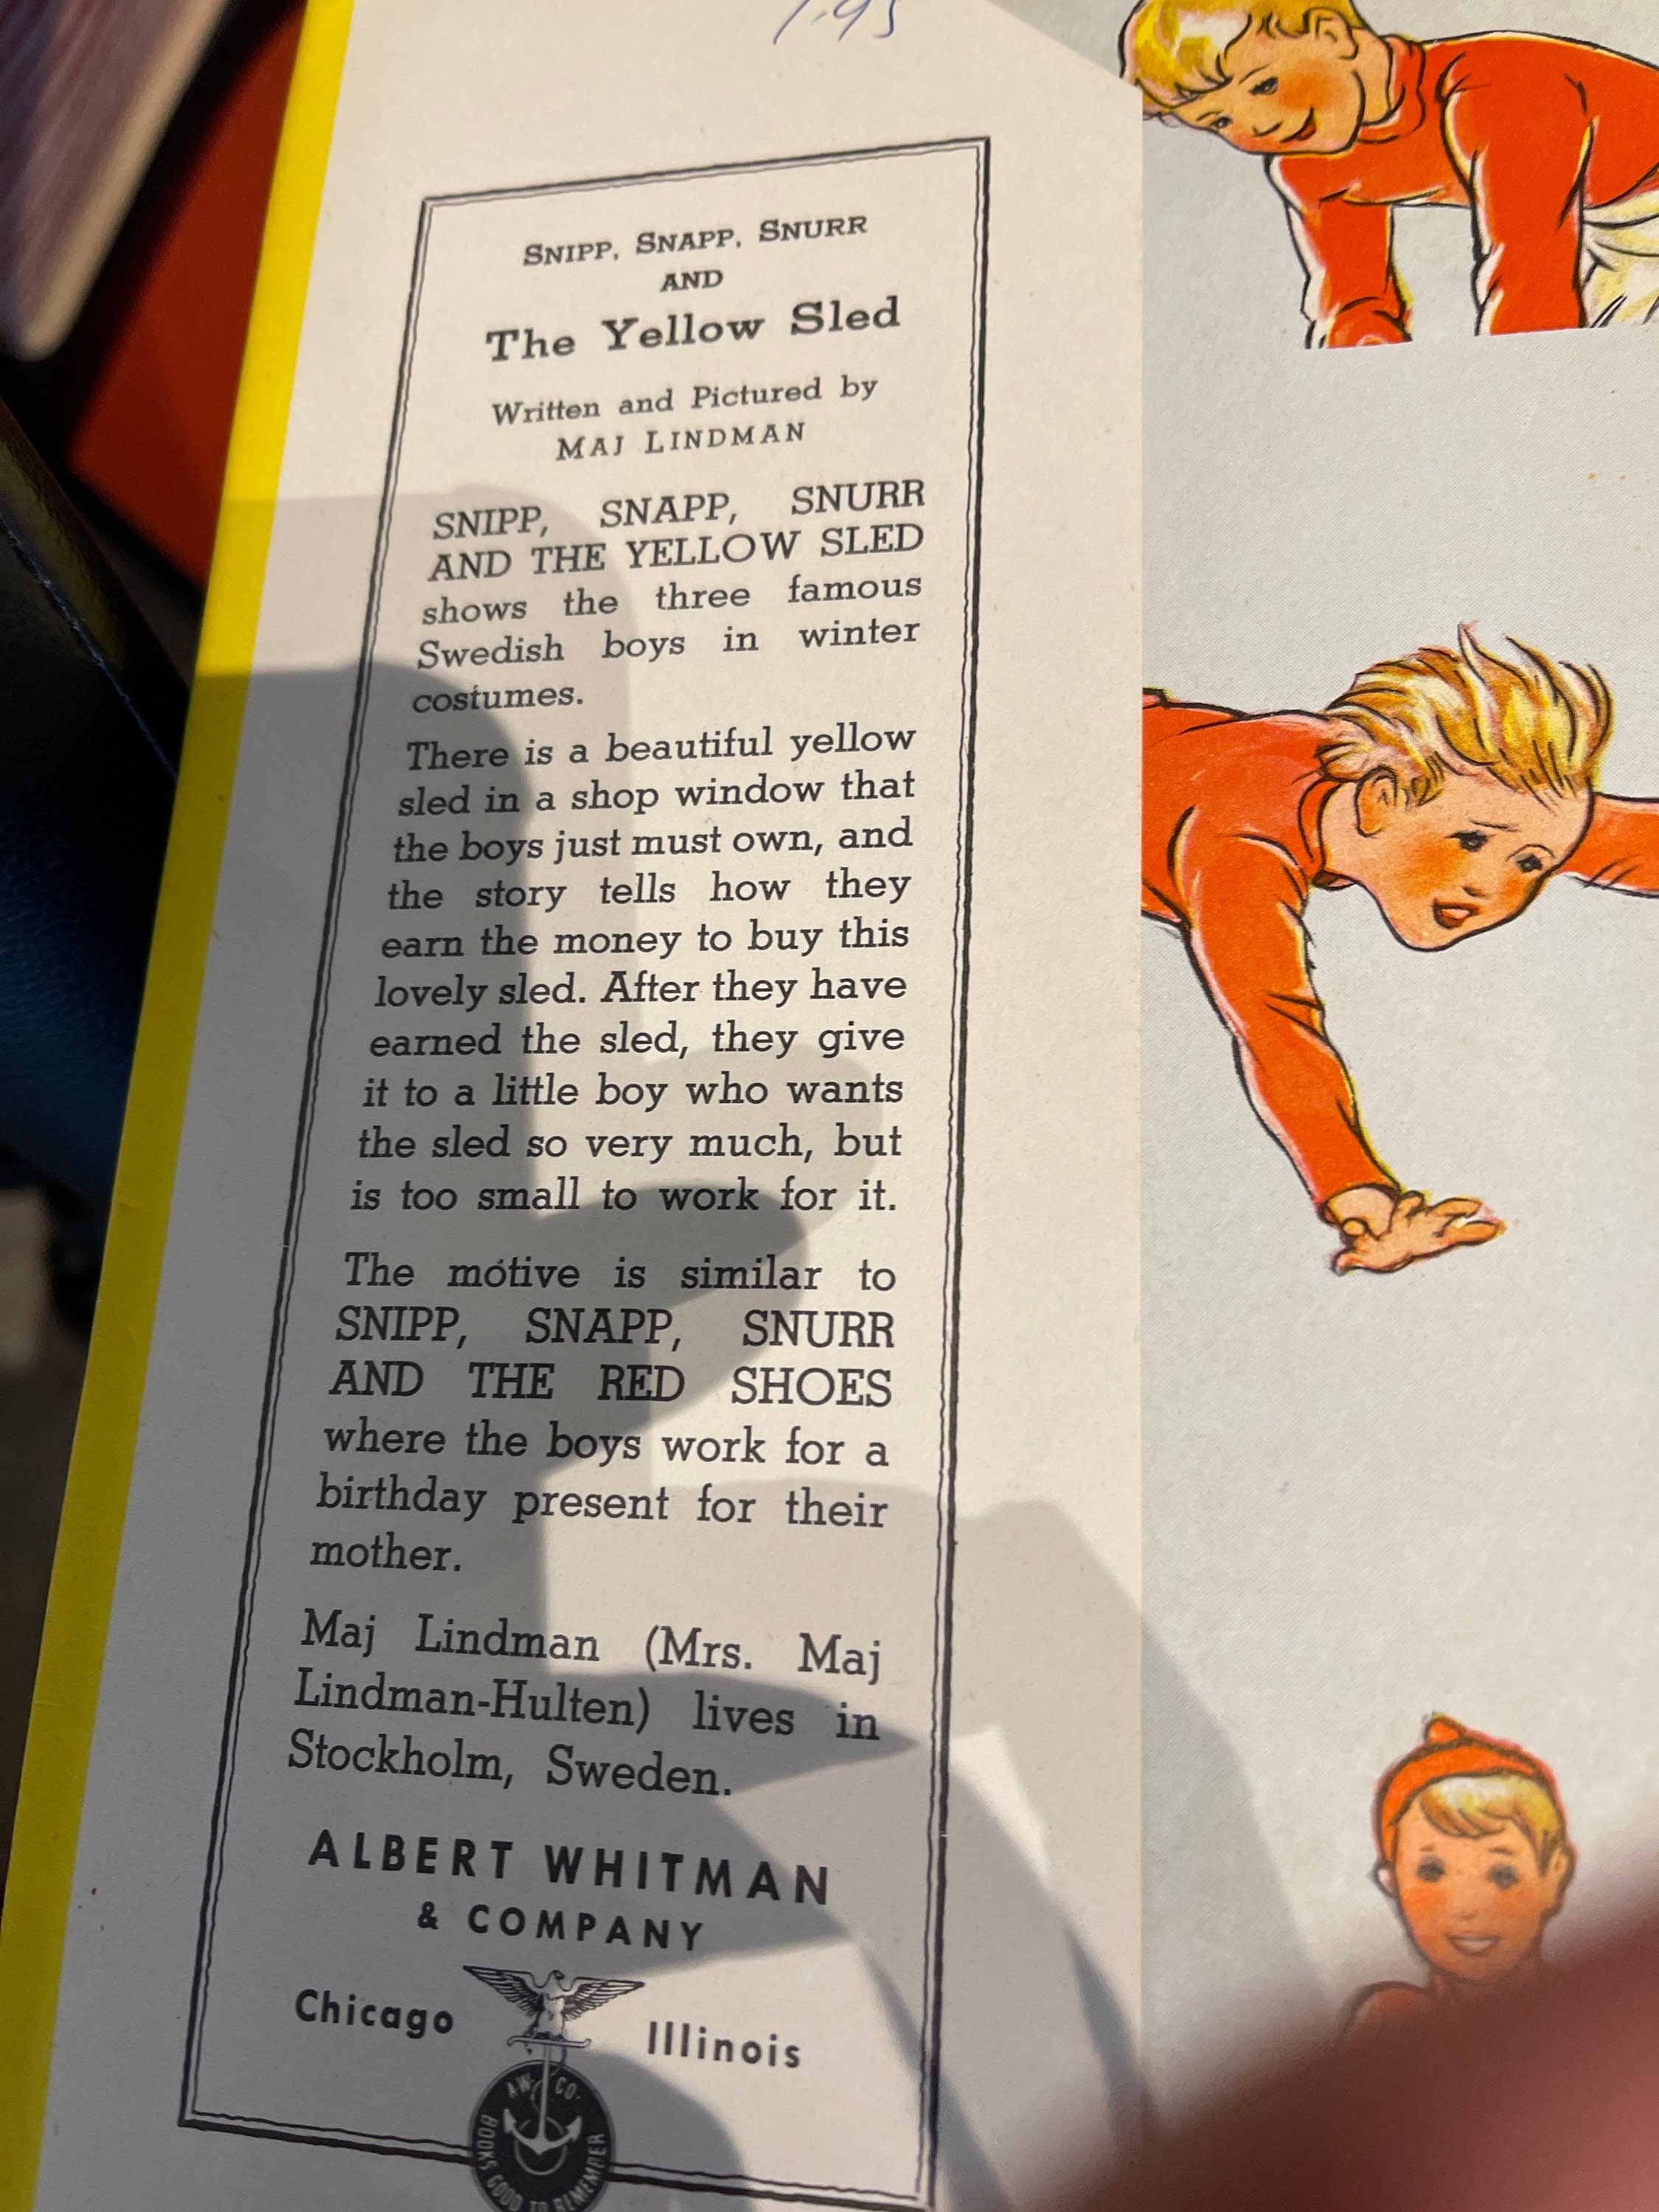 1.95
SNIPP, SNAPP, SNURR
AND
The Yellow Sled
Written and Pictured by
MAJ LINDMAN
SNIPP, SNAPP, SNURR
AND THE YELLOW SLED
shows the three famous
Swedish boys in winter
costumes.
There is a beautiful yellow
sled in a shop window that
the boys just must own, and
the story tells how they
earn the money to buy this
lovely sled. After they have
earned the sled, they give
it to a little boy who wants
the sled so very much, but
is too small to work for it.
The motive is similar to
SNIPP, SNAPP, SNURR
AND THE RED SHOES
where the boys work for a
birthday present for their
mother.
Maj Lindman (Mrs. Maj
Lindman-Hulten) lives in
Stockholm, Sweden.
ALBERT WHITMAN
& COMPANY
Chicago Illinois
AW CO.
BOOKS GOOD TO REMEMBER